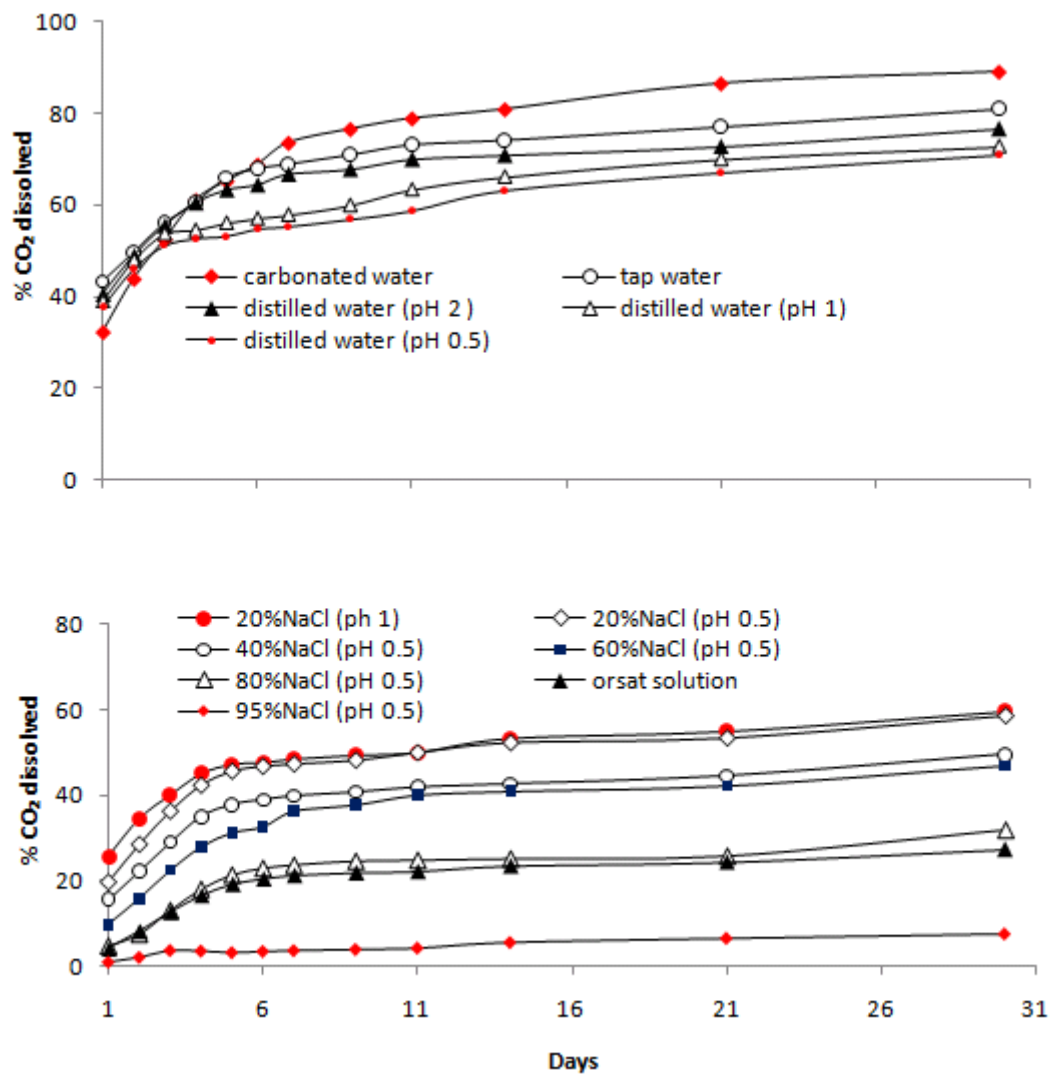 100
80
60
40
20
0
% CO₂ dissolved
carbonated water
tap water
distilled water (pH 2 )
distilled water (pH 1)
distilled water (pH 0.5)
80
60
40
20
0
% CO₂ dissolved
20%NaCl (ph 1)
20%NaCl (pH 0.5)
40%NaCl (pH 0.5)
60%NaCl (pH 0.5)
80%NaCl (pH 0.5)
orsat solution
95%NaCl (pH 0.5)
1 6 11 16 21 26 31
Days